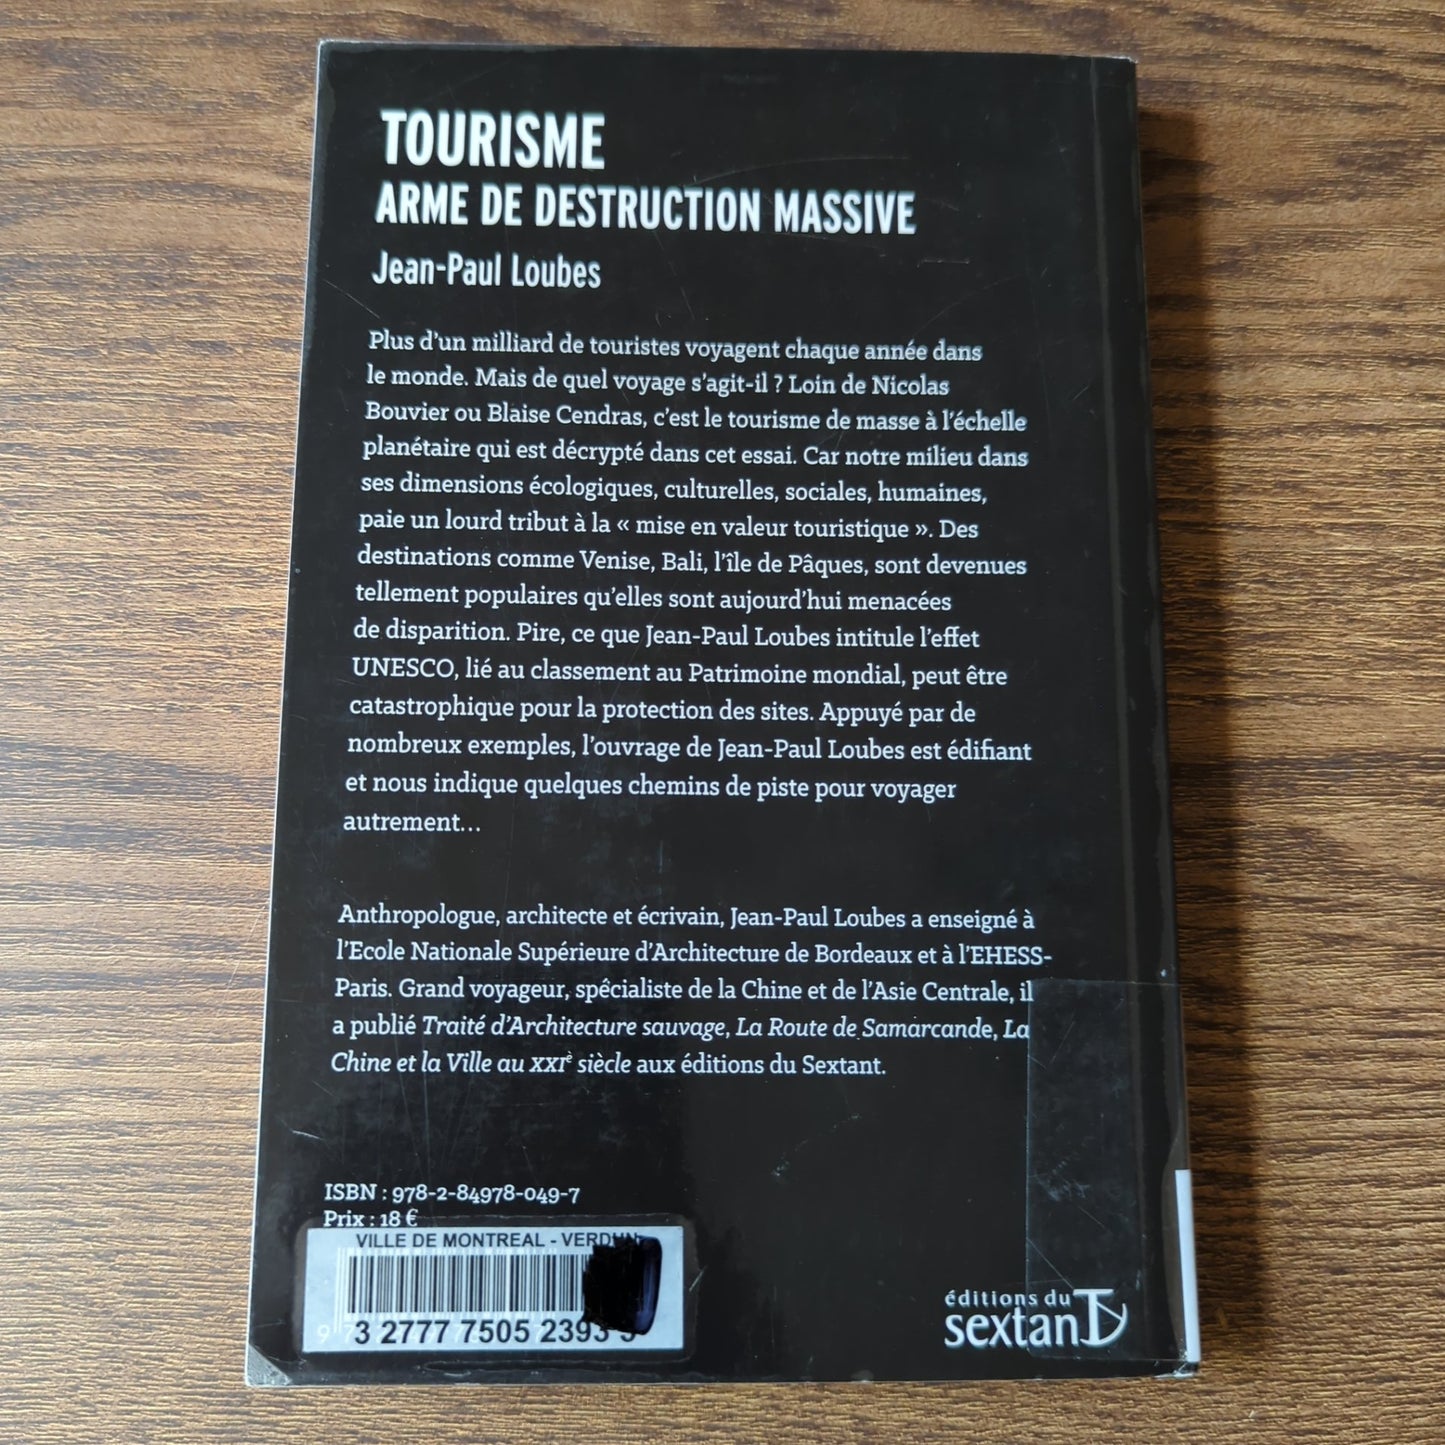 TOURISME
ARME DE DESTRUCTION MASSIVE
Jean-Paul Loubes
Plus d'un milliard de touristes voyagent chaque année dans
le monde. Mais de quel voyage s'agit-il ? Loin de Nicolas
Bouvier ou Blaise Cendras, c'est le tourisme de masse à l'échelle
planétaire qui est décrypté dans cet essai. Car notre milieu dans
ses dimensions écologiques, culturelles, sociales, humaines,
paie un lourd tribut à la « mise en valeur touristique ». Des
destinations comme Venise, Bali, l'île de Pâques, sont devenues
tellement populaires qu'elles sont aujourd'hui menacées
de disparition. Pire, ce que Jean-Paul Loubes intitule l'effet
UNESCO, lié au classement au Patrimoine mondial, peut être
catastrophique pour la protection des sites. Appuyé par de
nombreux exemples, l'ouvrage de Jean-Paul Loubes est édifiant
et nous indique quelques chemins de piste pour voyager
autrement...
Anthropologue, architecte et écrivain, Jean-Paul Loubes a enseigné à
l'Ecole Nationale Supérieure d'Architecture de Bordeaux et à l'EHESS-
Paris. Grand voyageur, spécialiste de la Chine et de l'Asie Centrale, il
a publié Traité d'Architecture sauvage, La Route de Samarcande, La
Chine et la Ville au XXIè siècle aux éditions du Sextant.
ISBN : 978-2-84978-049-7
Prix : 18 €
VILLE DE MONTREAL - VERDUN
3 2777 7505 2393
éditions du
sextant